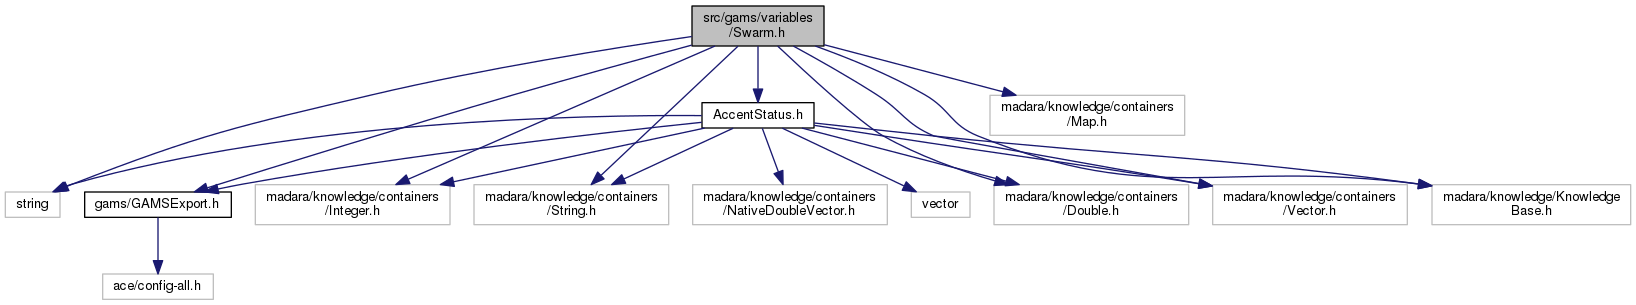 src/gams/variables
/Swarm.h
AccentStatus.h
madara/knowledge/containers
/Map.h
string
gams/GAMSExport.h
madara/knowledge/containers
/Integer.h
madara/knowledge/containers
/String.h
madara/knowledge/containers
/NativeDoubleVector.h
vector
madara/knowledge/containers
/Double.h
madara/knowledge/containers
/Vector.h
madara/knowledge/Knowledge
Base.h
ace/config-all.h